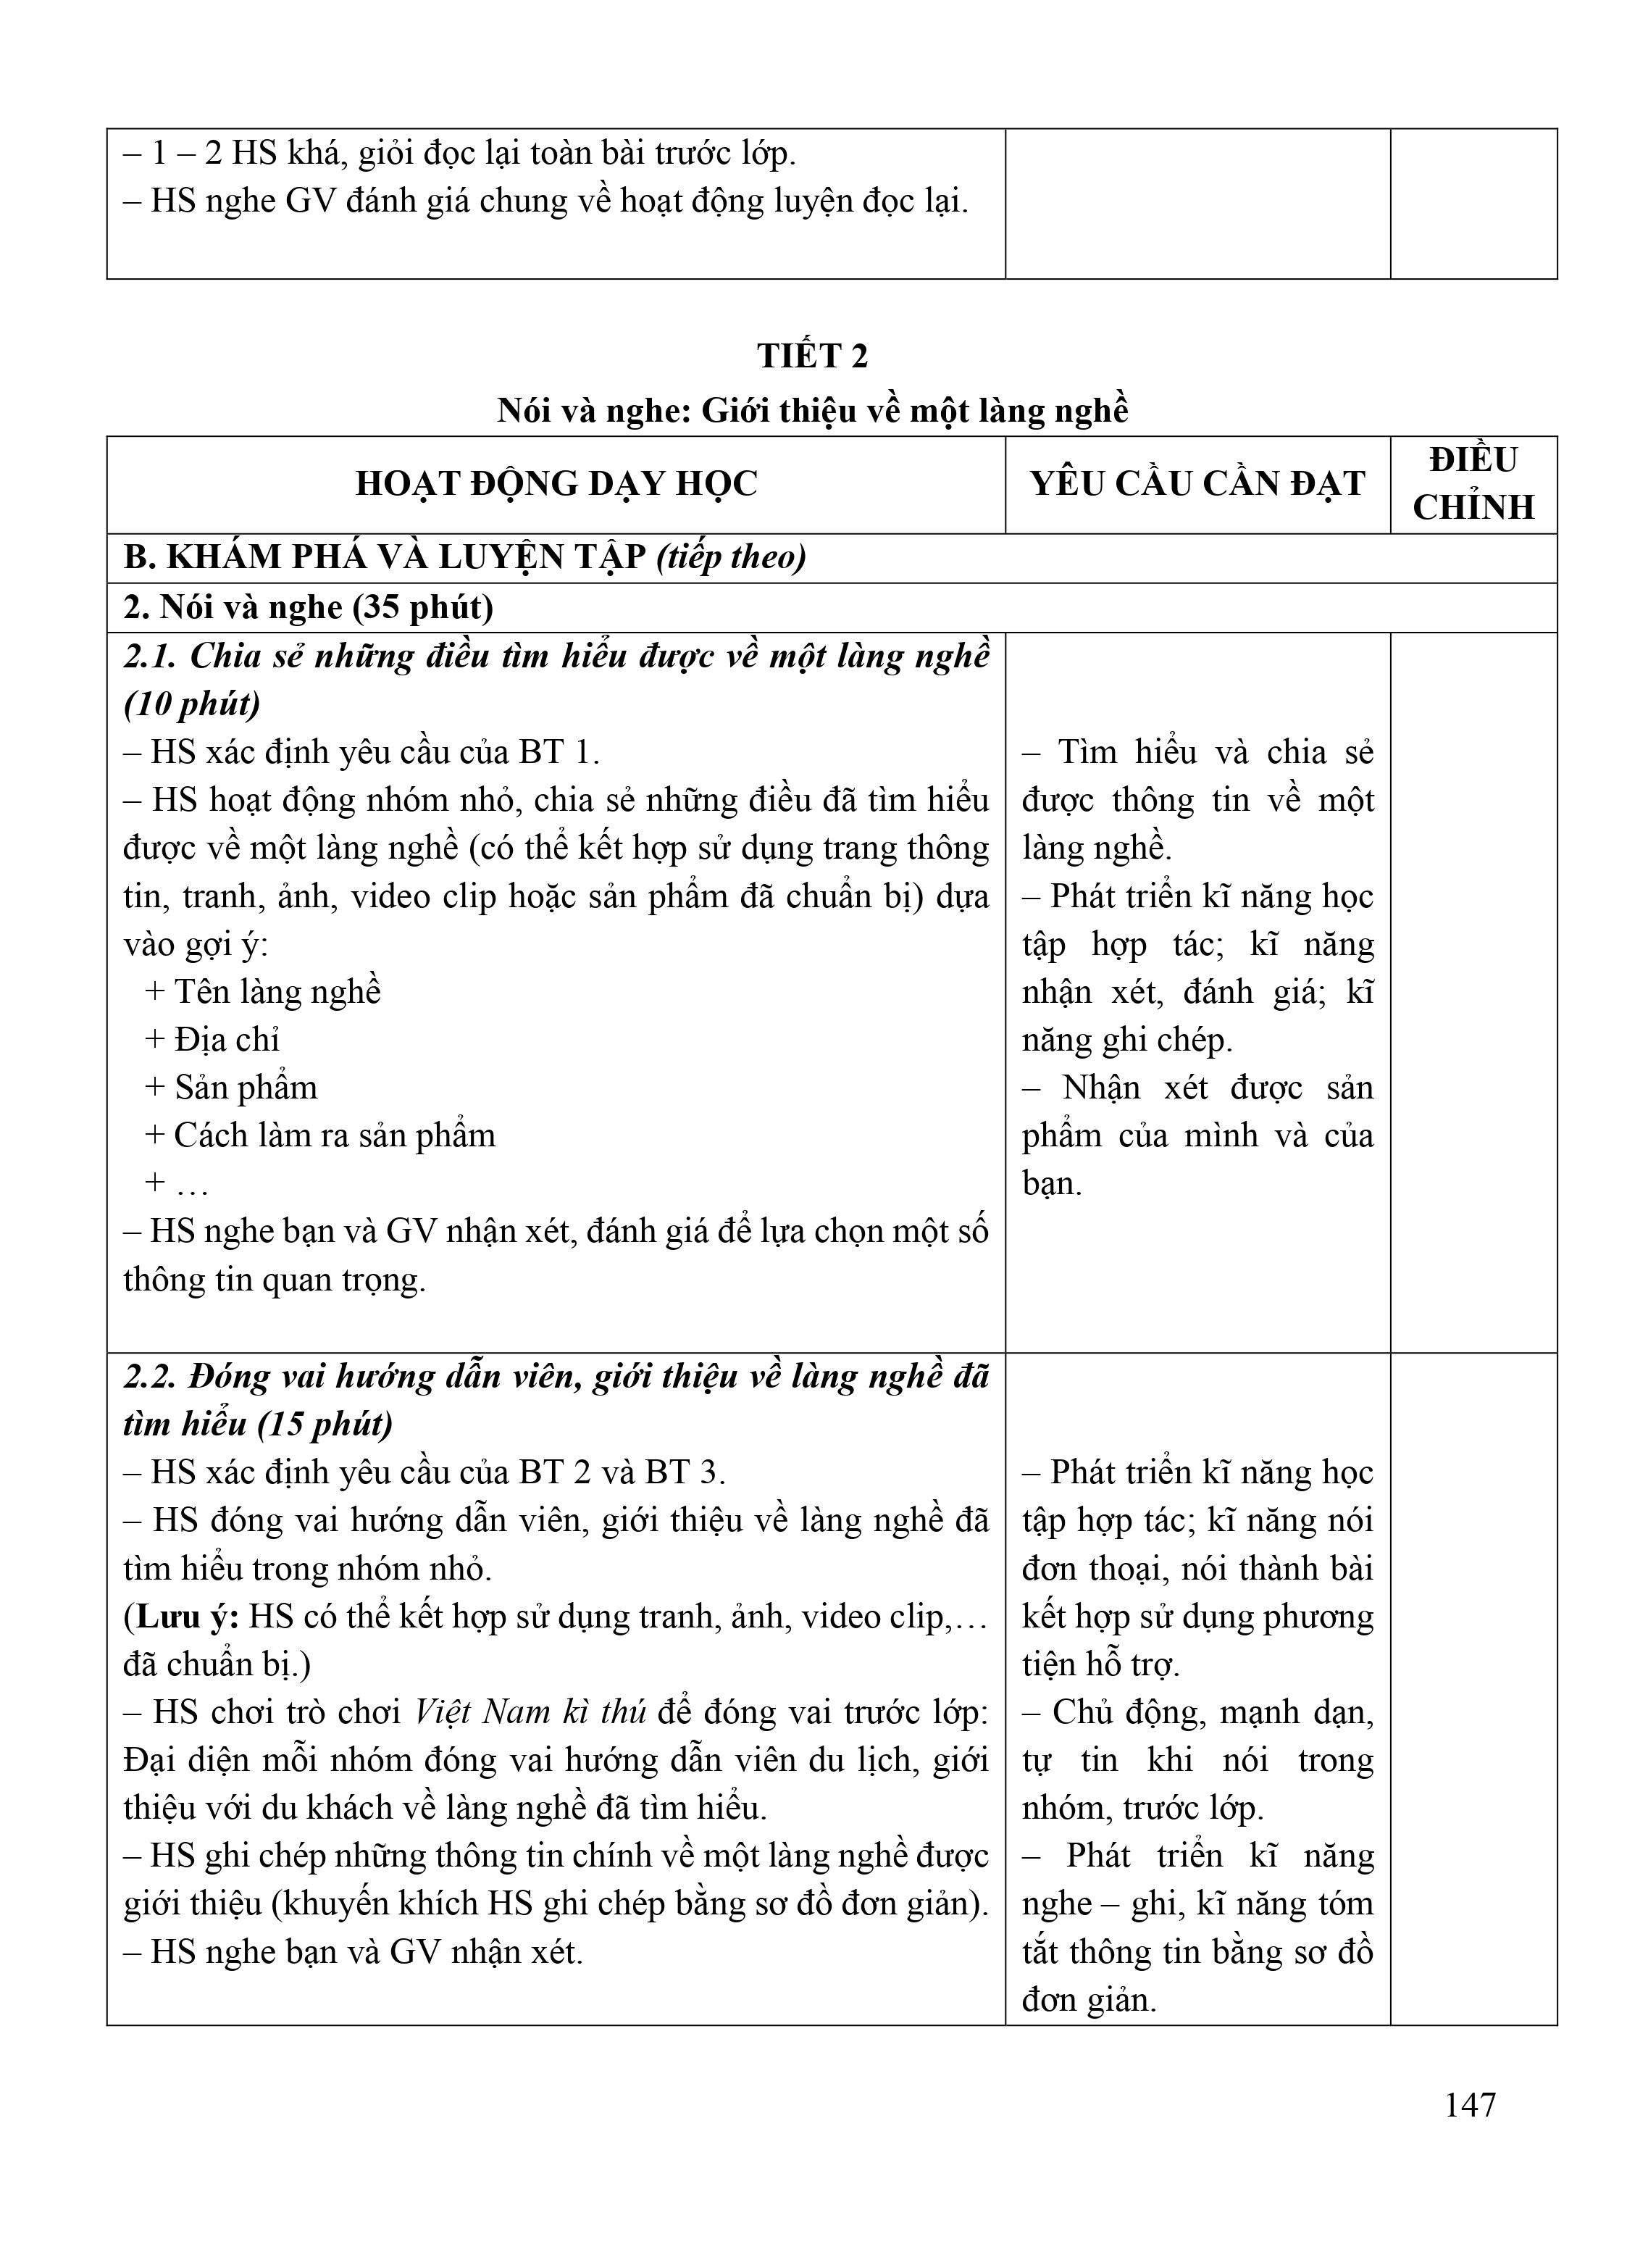 – 1 – 2 HS khá, giỏi đọc lại toàn bài trước lớp.
– HS nghe GV đánh giá chung về hoạt động luyện đọc lại.
TIẾT 2
Nói và nghe: Giới thiệu về một làng nghề
HOẠT ĐỘNG DẠY HỌC
YÊU CẦU CẦN ĐẠT
ĐIỀU
CHỈNH
B. KHÁM PHÁ VÀ LUYỆN TẬP (tiếp theo)
2. Nói và nghe (35 phút)
2.1. Chia sẻ những điều tìm hiểu được về một làng nghề
(10 phút)
– HS xác định yêu cầu của BT 1.
– HS hoạt động nhóm nhỏ, chia sẻ những điều đã tìm hiểu
được về một làng nghề (có thể kết hợp sử dụng trang thông
tin, tranh, ảnh, video clip hoặc sản phẩm đã chuẩn bị) dựa
vào gợi ý:
+ Tên làng nghề
+ Địa chỉ
+ Sản phẩm
+ Cách làm ra sản phẩm
+ …
– HS nghe bạn và GV nhận xét, đánh giá để lựa chọn một số
thông tin quan trọng.
– Tìm hiểu và chia sẻ
được thông tin về một
làng nghề.
– Phát triển kĩ năng học
tập hợp tác; kĩ năng
nhận xét, đánh giá; kĩ
năng ghi chép.
– Nhận xét được sản
phẩm của mình và của
bạn.
2.2. Đóng vai hướng dẫn viên, giới thiệu về làng nghề đã
tìm hiểu (15 phút)
– HS xác định yêu cầu của BT 2 và BT 3.
– HS đóng vai hướng dẫn viên, giới thiệu về làng nghề đã
tìm hiểu trong nhóm nhỏ.
(Lưu ý: HS có thể kết hợp sử dụng tranh, ảnh, video clip,…
đã chuẩn bị.)
– HS chơi trò chơi Việt Nam kì thú để đóng vai trước lớp:
Đại diện mỗi nhóm đóng vai hướng dẫn viên du lịch, giới
thiệu với du khách về làng nghề đã tìm hiểu.
– HS ghi chép những thông tin chính về một làng nghề được
giới thiệu (khuyến khích HS ghi chép bằng sơ đồ đơn giản).
– HS nghe bạn và GV nhận xét.
– Phát triển kĩ năng học
tập hợp tác; kĩ năng nói
đơn thoại, nói thành bài
kết hợp sử dụng phương
tiện hỗ trợ.
– Chủ động, mạnh dạn,
tự tin khi nói trong
nhóm, trước lớp.
– Phát triển kĩ năng
nghe – ghi, kĩ năng tóm
tắt thông tin bằng sơ đồ
đơn giản.
147